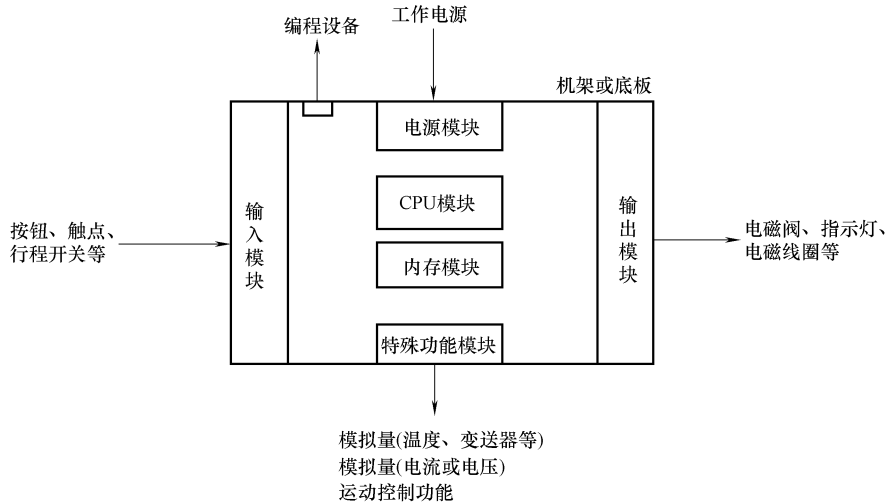 编程设备
工作电源
机架或底板
电源模块
CPU模块
内存模块
特殊功能模块
输入模块
输出模块
按钮、触点、
行程开关等
电磁阀、指示灯、
电磁线圈等
模拟量(温度、变送器等)
模拟量(电流或电压)
运动控制功能